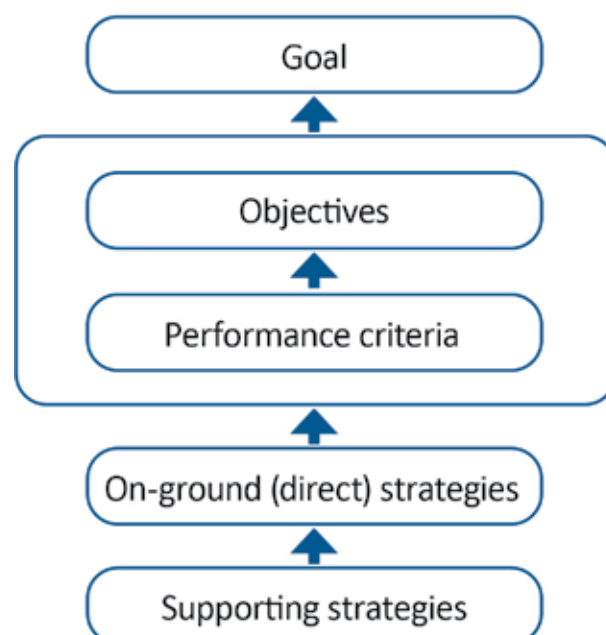 Goal
Objectives
Performance criteria
On-ground (direct) strategies
Supporting strategies